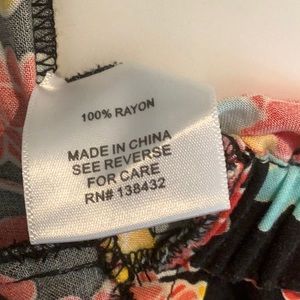 100% RAYON
MADE IN CHINA
SEE REVERSE
FOR CARE
RN# 138432